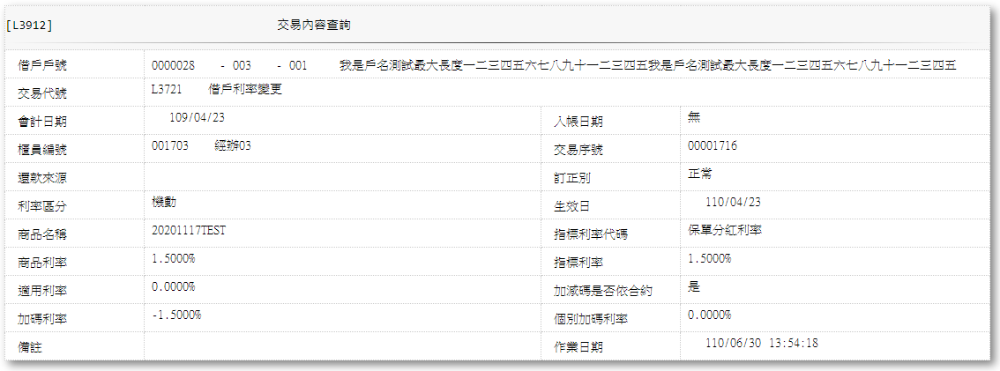 [L3912] 交易內容查詢
借戶戶號 0000028 - 003 - 001 我是戶名測試最大長度一二三四五六七八九十一二三四五我是戶名測試最大長度一二三四五六七八九十一二三四五
交易代號 L3721 借戶利率變更
會計日期 109/04/23 入帳日期 無
櫃員編號 001703 經辦03 交易序號 00001716
還款來源 訂正別 正常
利率區分 機動 生效日 110/04/23
商品名稱 20201117TEST 指標利率代碼 保單分紅利率
商品利率 1.5000% 指標利率 1.5000%
適用利率 0.0000% 加減碼是否依合約 是
加碼利率 -1.5000% 個別加碼利率 0.0000%
備註 作業日期 110/06/30 13:54:18